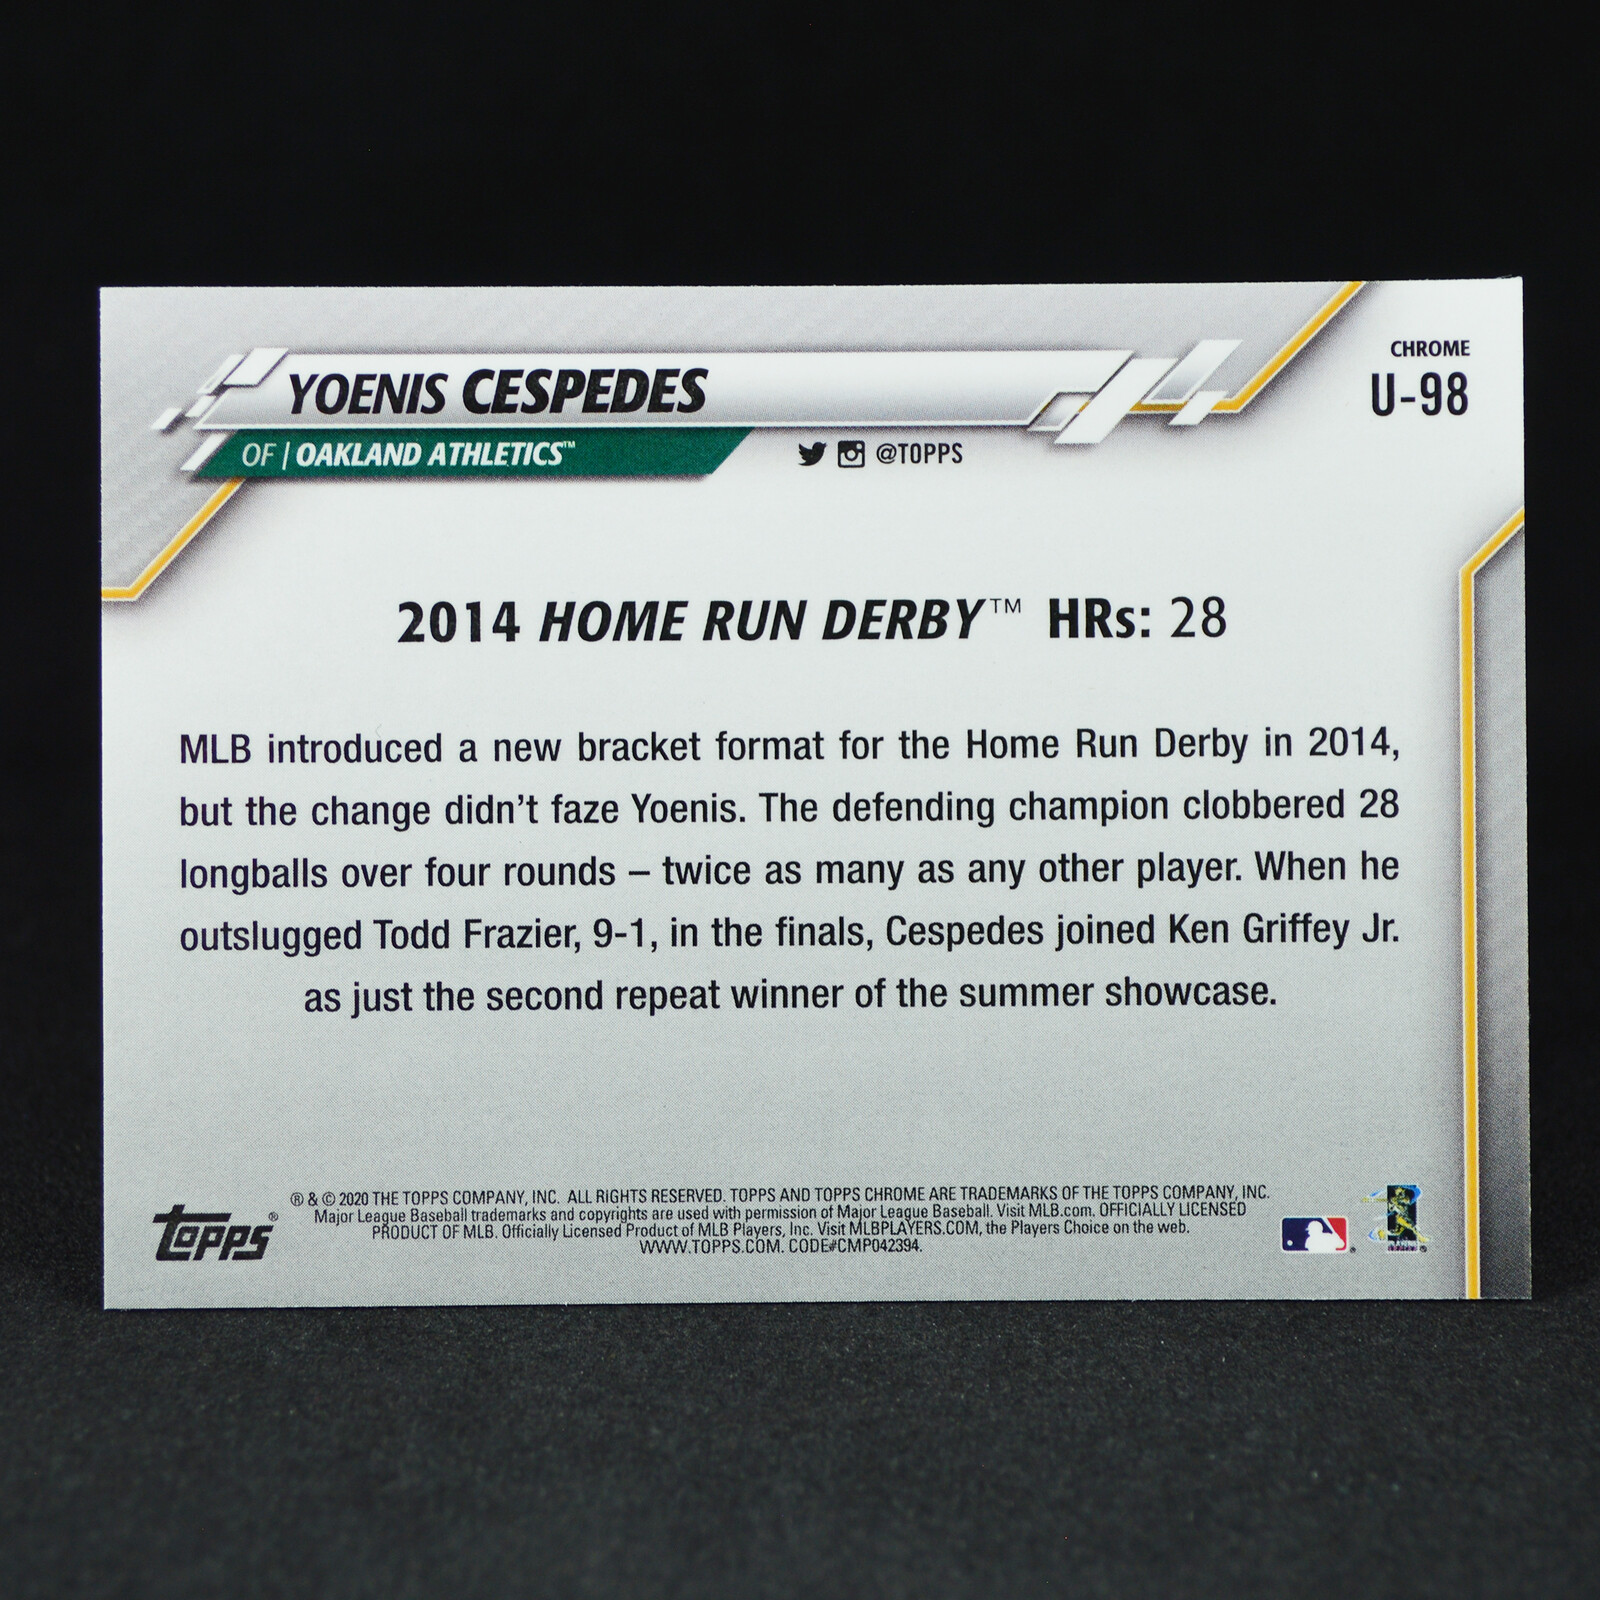 CHROME
U-98
YOENIS CESPEDES
OF | OAKLAND ATHLETICS™
@TOPPS
2014 HOME RUN DERBY™ HRs: 28
MLB introduced a new bracket format for the Home Run Derby in 2014,
but the change didn't faze Yoenis. The defending champion clobbered 28
longballs over four rounds – twice as many as any other player. When he
outslugged Todd Frazier, 9-1, in the finals, Cespedes joined Ken Griffey Jr.
as just the second repeat winner of the summer showcase.
® & © 2020 THE TOPPS COMPANY, INC. ALL RIGHTS RESERVED. TOPPS AND TOPPS CHROME ARE TRADEMARKS OF THE TOPPS COMPANY, INC.
Major League Baseball trademarks and copyrights are used with permission of Major League Baseball. Visit MLB.com. OFFICIALLY LICENSED
PRODUCT OF MLB. Officially Licensed Product of MLB Players, Inc. Visit MLBPLAYERS.COM, the Players Choice on the web.
WWW.TOPPS.COM. CODE#CMP042394.
Topps®